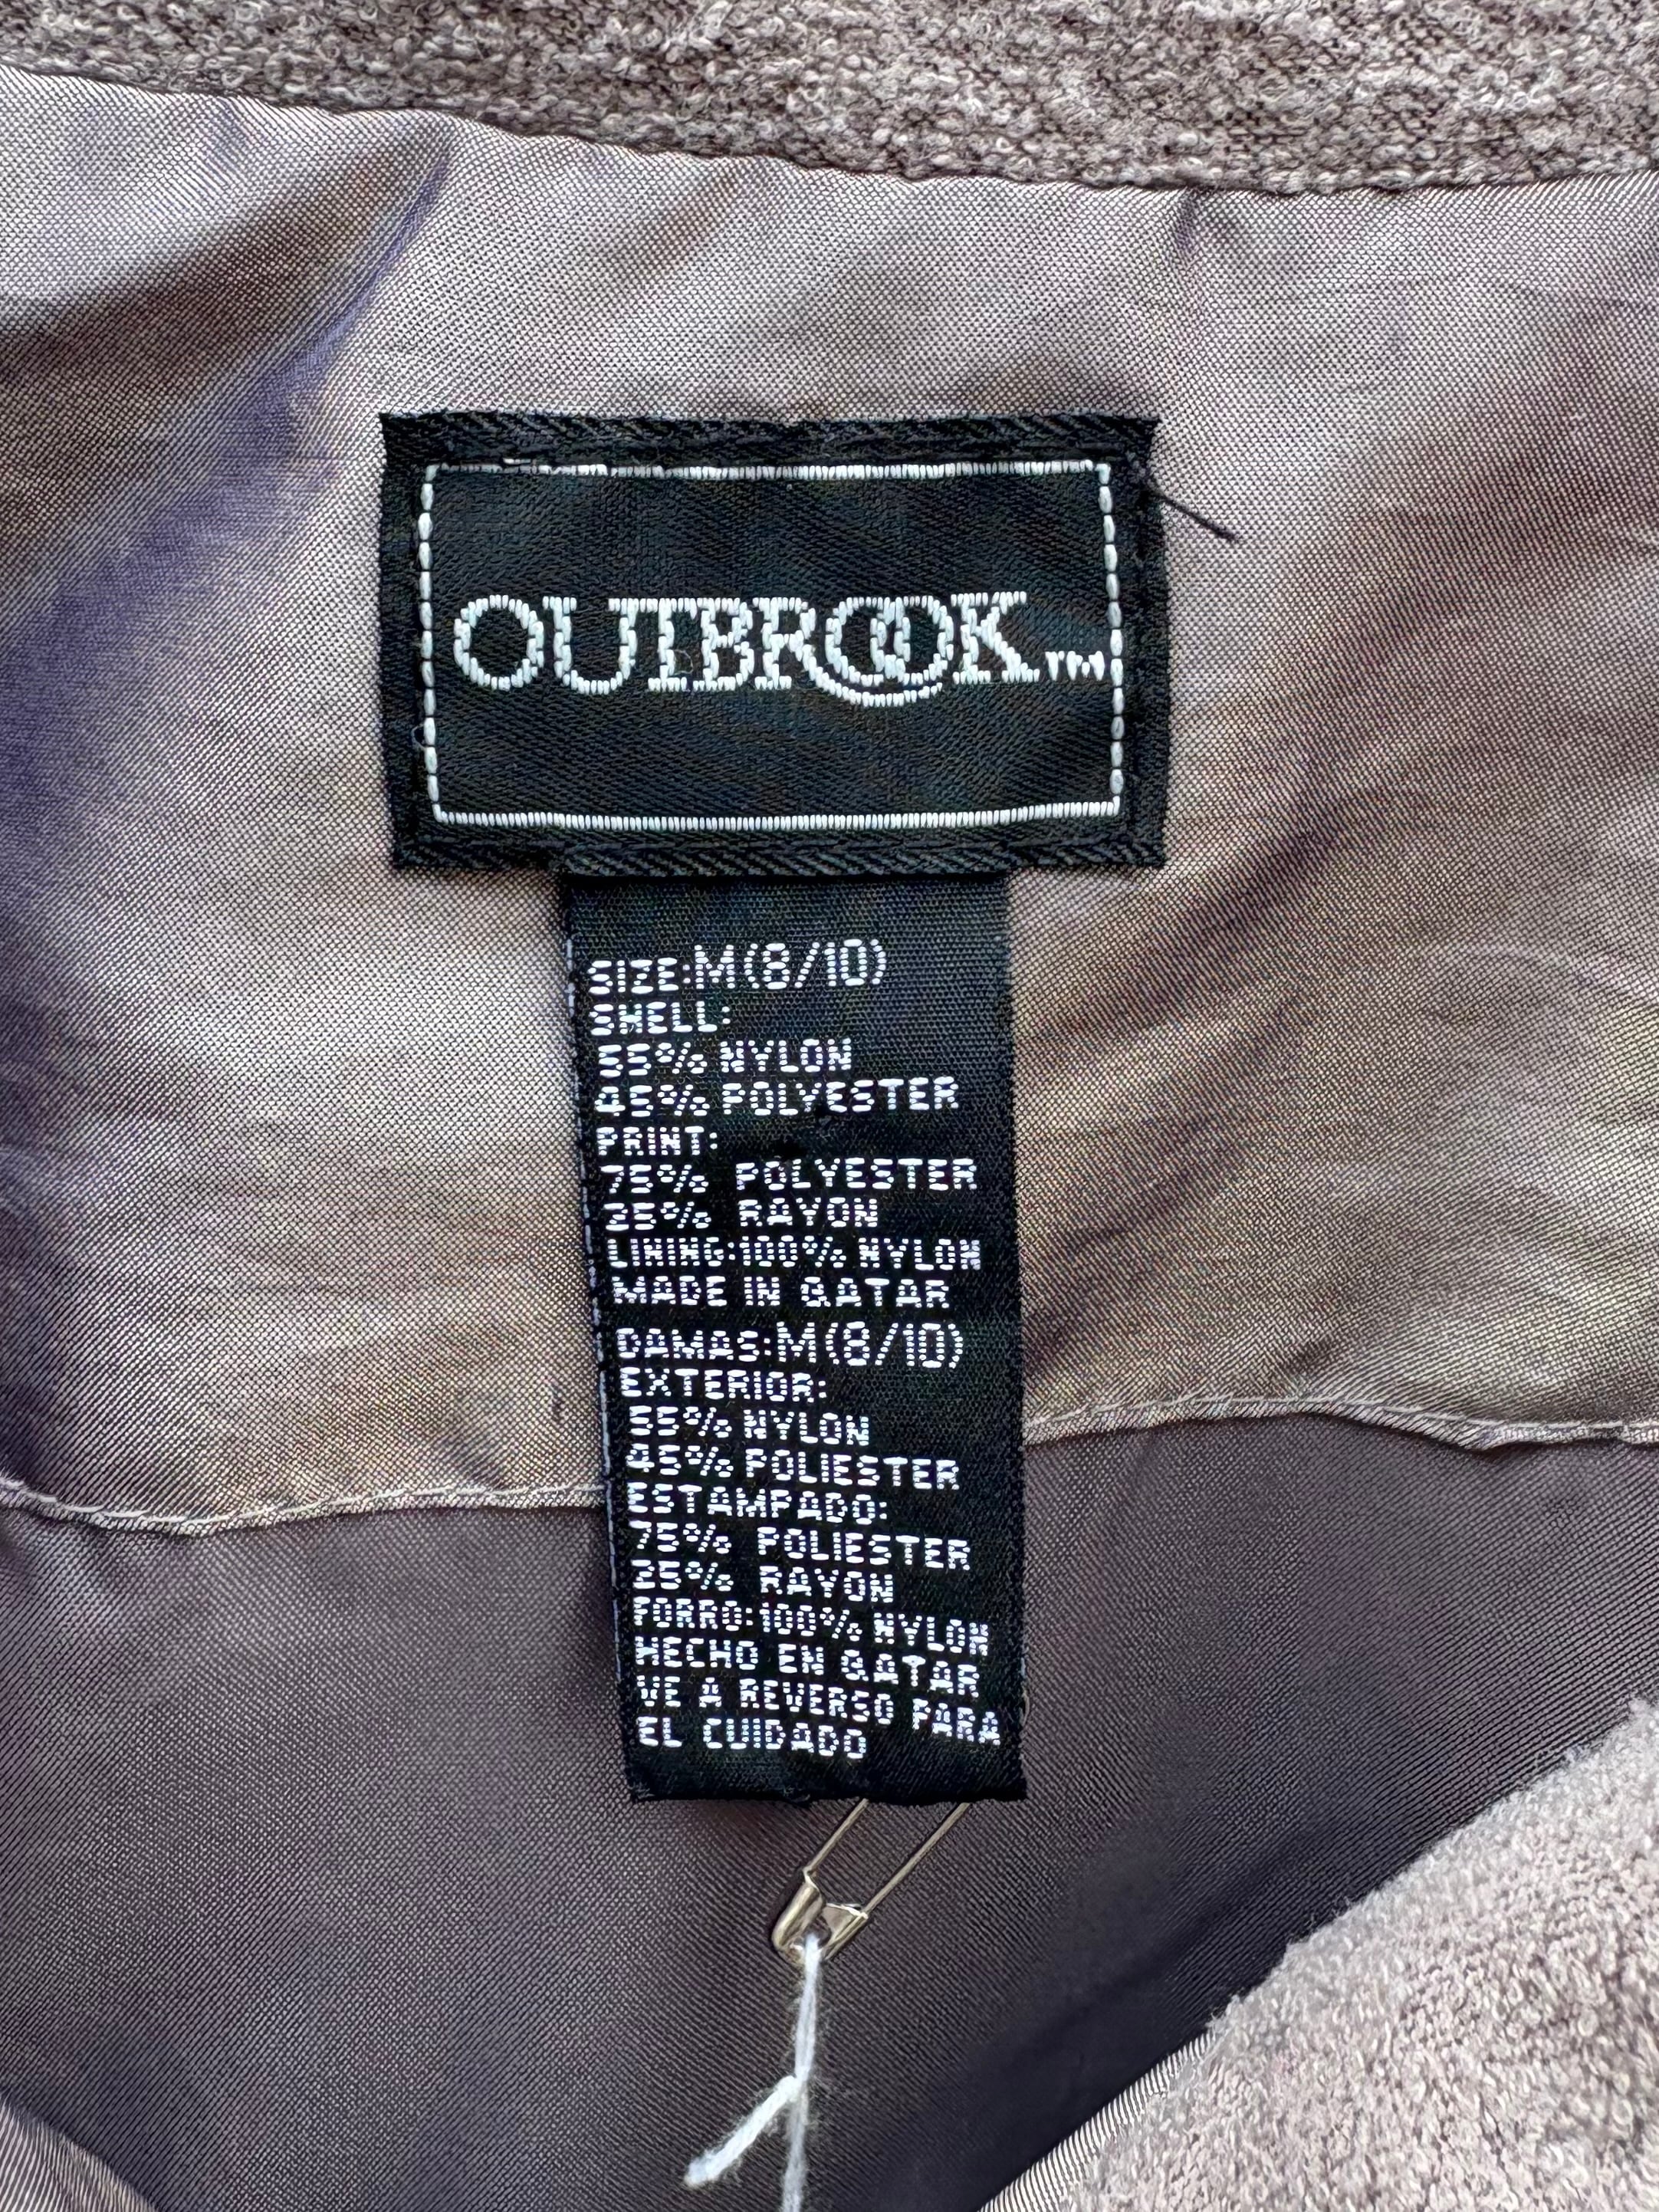 OUTBROOK™
SIZE:M(8/10)
SHELL:
55% NYLON
45% POLYESTER
PRINT:
75% POLYESTER
25% RAYON
LINING:100% NYLON
MADE IN QATAR
DAMAS:M(8/10)
EXTERIOR:
55% NYLON
45% POLIESTER
ESTAMPADO:
75% POLIESTER
25% RAYON
FORRO:100% NYLON
HECHO EN QATAR
VE A REVERSO PARA
EL CUIDADO